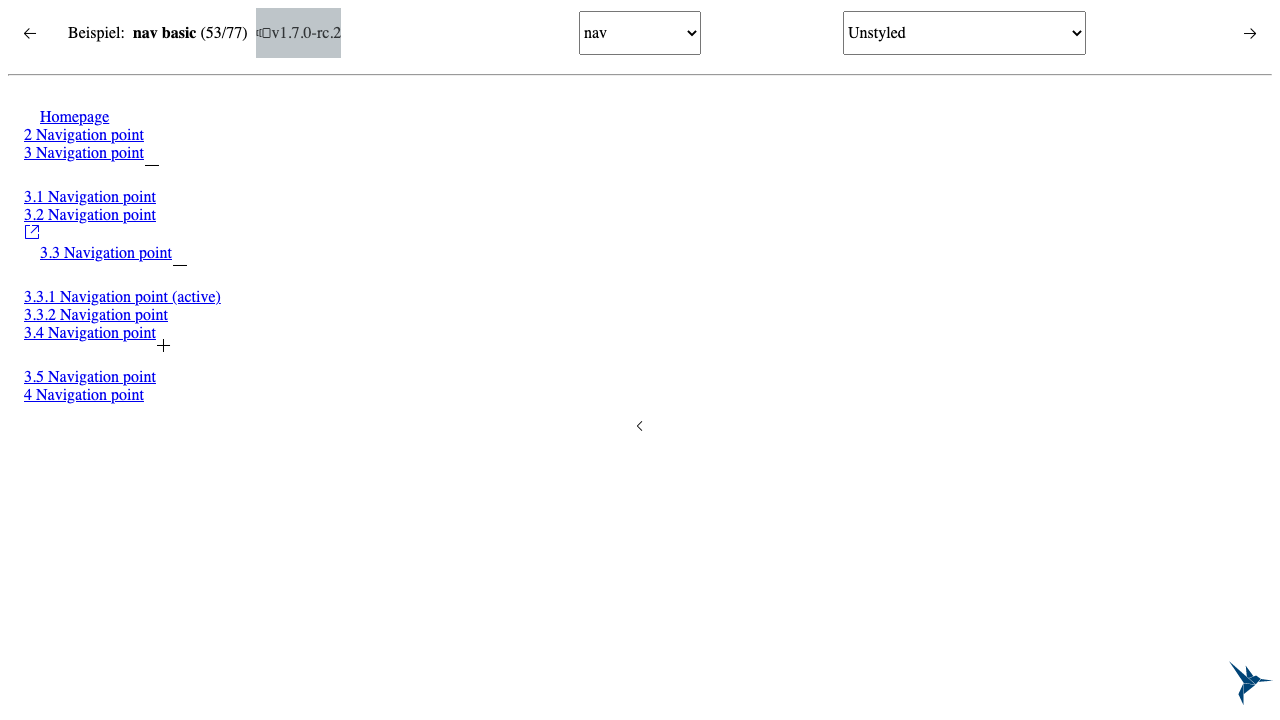 Beispiel: nav basic (53/77) v1.7.0-rc.2 nav Unstyled
Homepage
2 Navigation point
3 Navigation point
3.1 Navigation point
3.2 Navigation point
3.3 Navigation point
3.3.1 Navigation point (active)
3.3.2 Navigation point
3.4 Navigation point
3.5 Navigation point
4 Navigation point